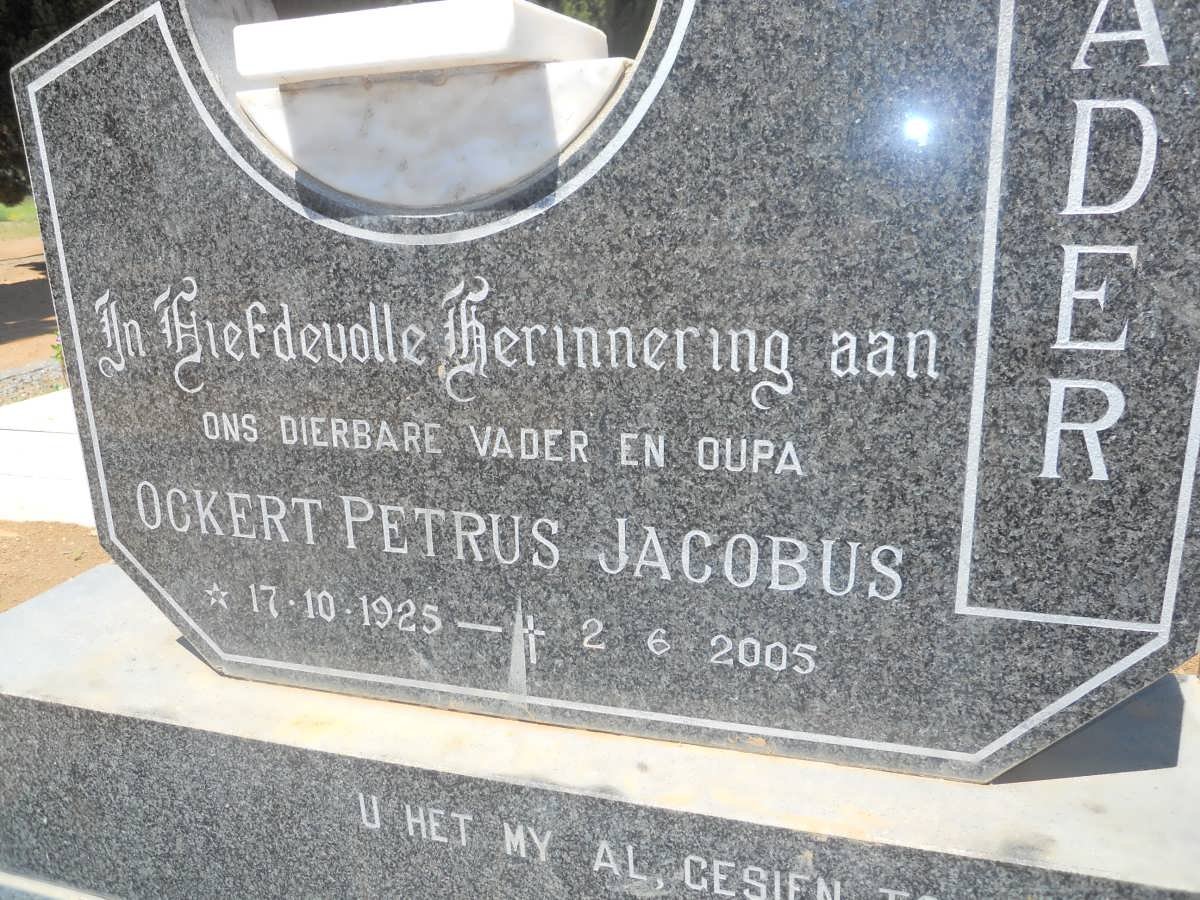 In Liefdevolle Herinnering aan
ONS DIERBARE VADER EN OUPA
OCKERT PETRUS JACOBUS
☆ 17·10·1925 — † 2 6 2005
ADER
U HET MY AL, GESIEN